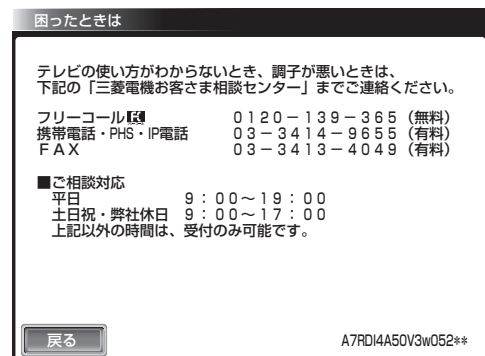 困ったときは
テレビの使い方がわからないとき、調子が悪いときは、
下記の「三菱電機お客さま相談センター」までご連絡ください。
フリーコール 0120－139－365（無料）
携帯電話・PHS・IP電話 03－3414－9655（有料）
ＦＡＸ 03－3413－4049（有料）
■ご相談対応
平日 9：00～19：00
土日祝・弊社休日 9：00～17：00
上記以外の時間は、受付のみ可能です。
戻る A7RDI4A50V3w052**